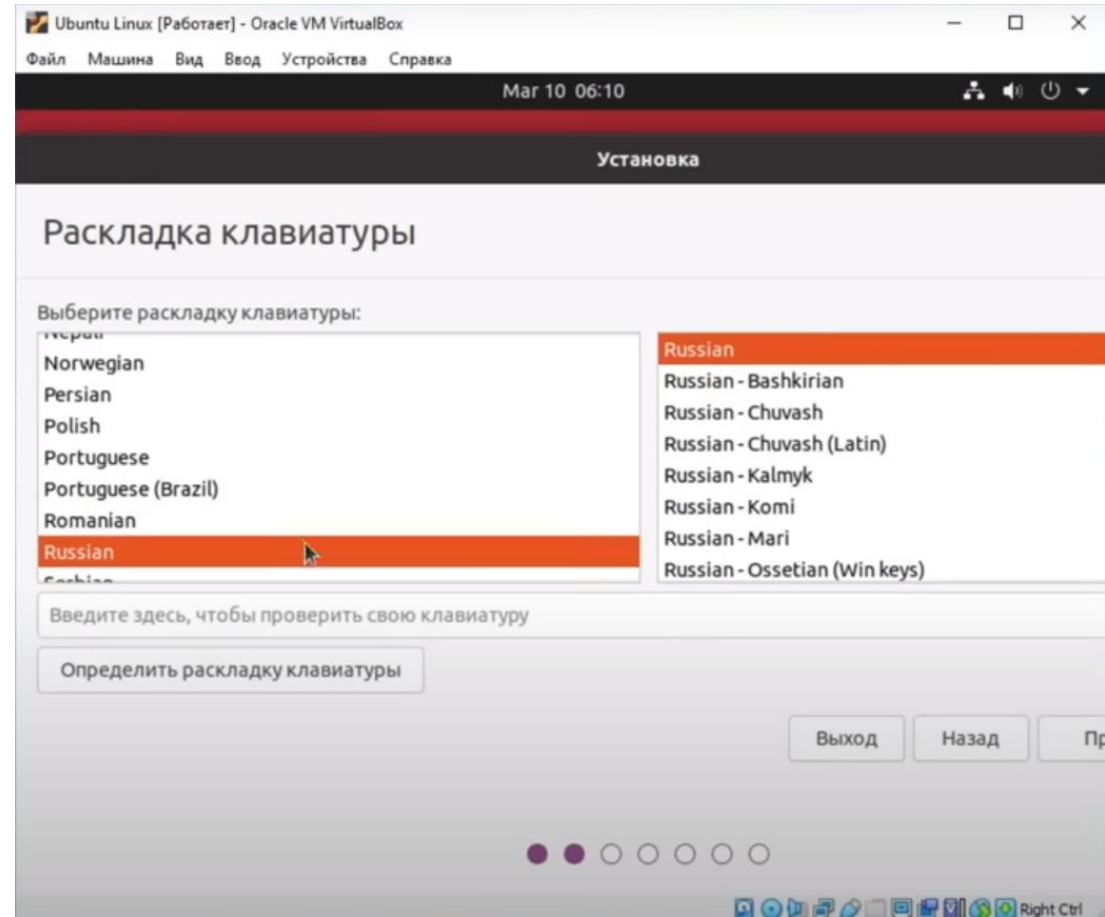 Ubuntu Linux [Работает] - Oracle VM VirtualBox
Файл Машина Вид Ввод Устройства Справка
Mar 10 06:10
Установка
Раскладка клавиатуры
Выберите раскладку клавиатуры:
Nepali
Norwegian
Persian
Polish
Portuguese
Portuguese (Brazil)
Romanian
Russian
Serbian
Russian
Russian - Bashkirian
Russian - Chuvash
Russian - Chuvash (Latin)
Russian - Kalmyk
Russian - Komi
Russian - Mari
Russian - Ossetian (Win keys)
Введите здесь, чтобы проверить свою клавиатуру
Определить раскладку клавиатуры
Выход Назад Пр
Right Ctrl